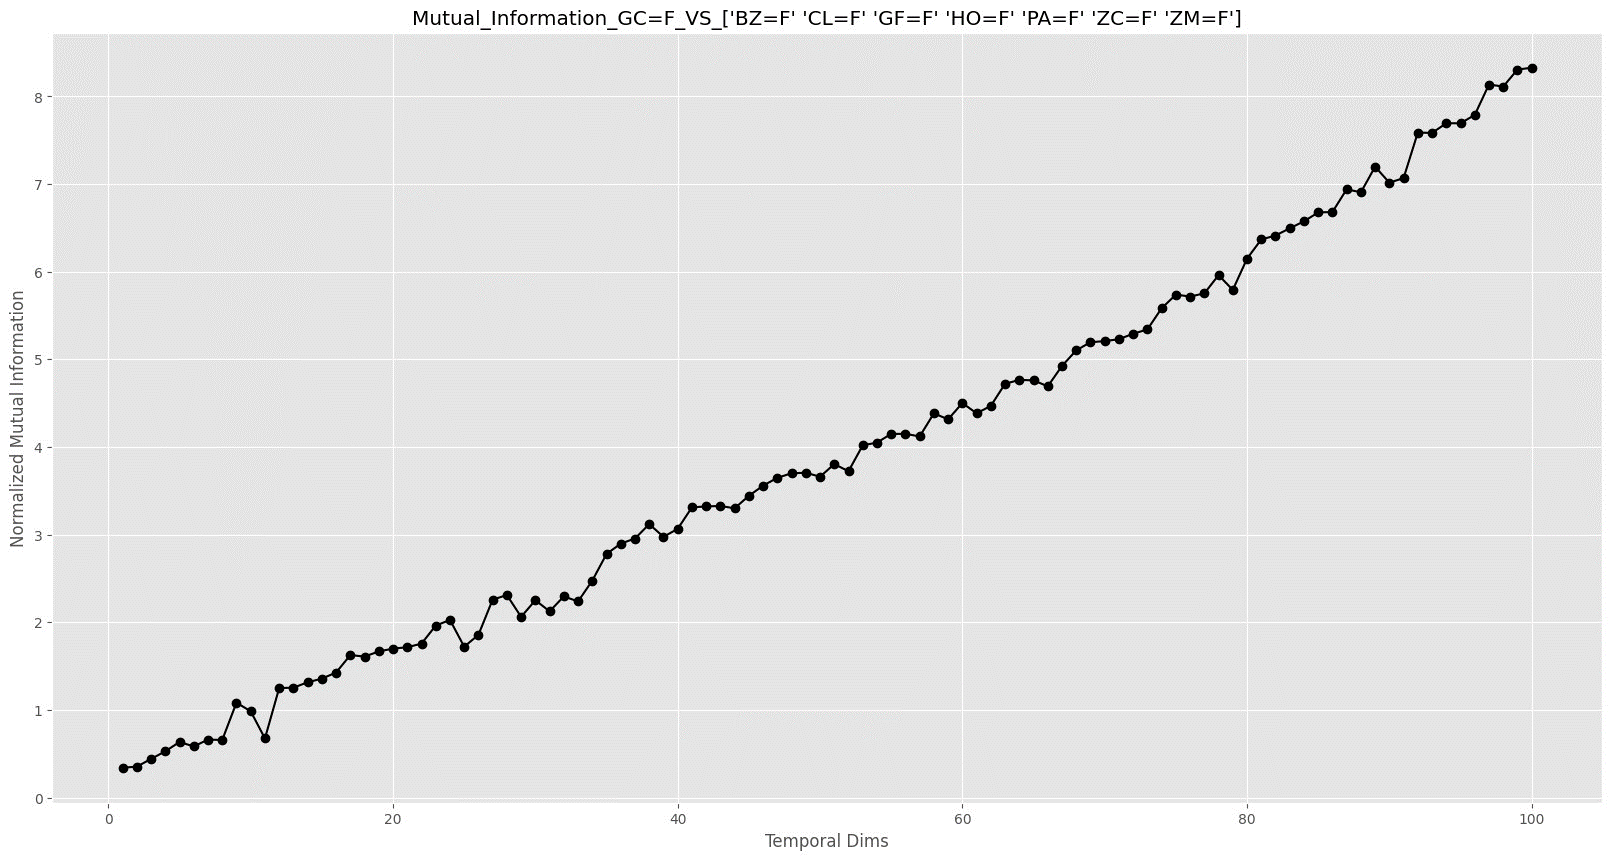 Mutual_Information_GC=F_VS_['BZ=F' 'CL=F' 'GF=F' 'HO=F' 'PA=F' 'ZC=F' 'ZM=F']
8
7
6
5
4
3
2
1
0
Normalized Mutual Information
0 20 40 60 80 100
Temporal Dims